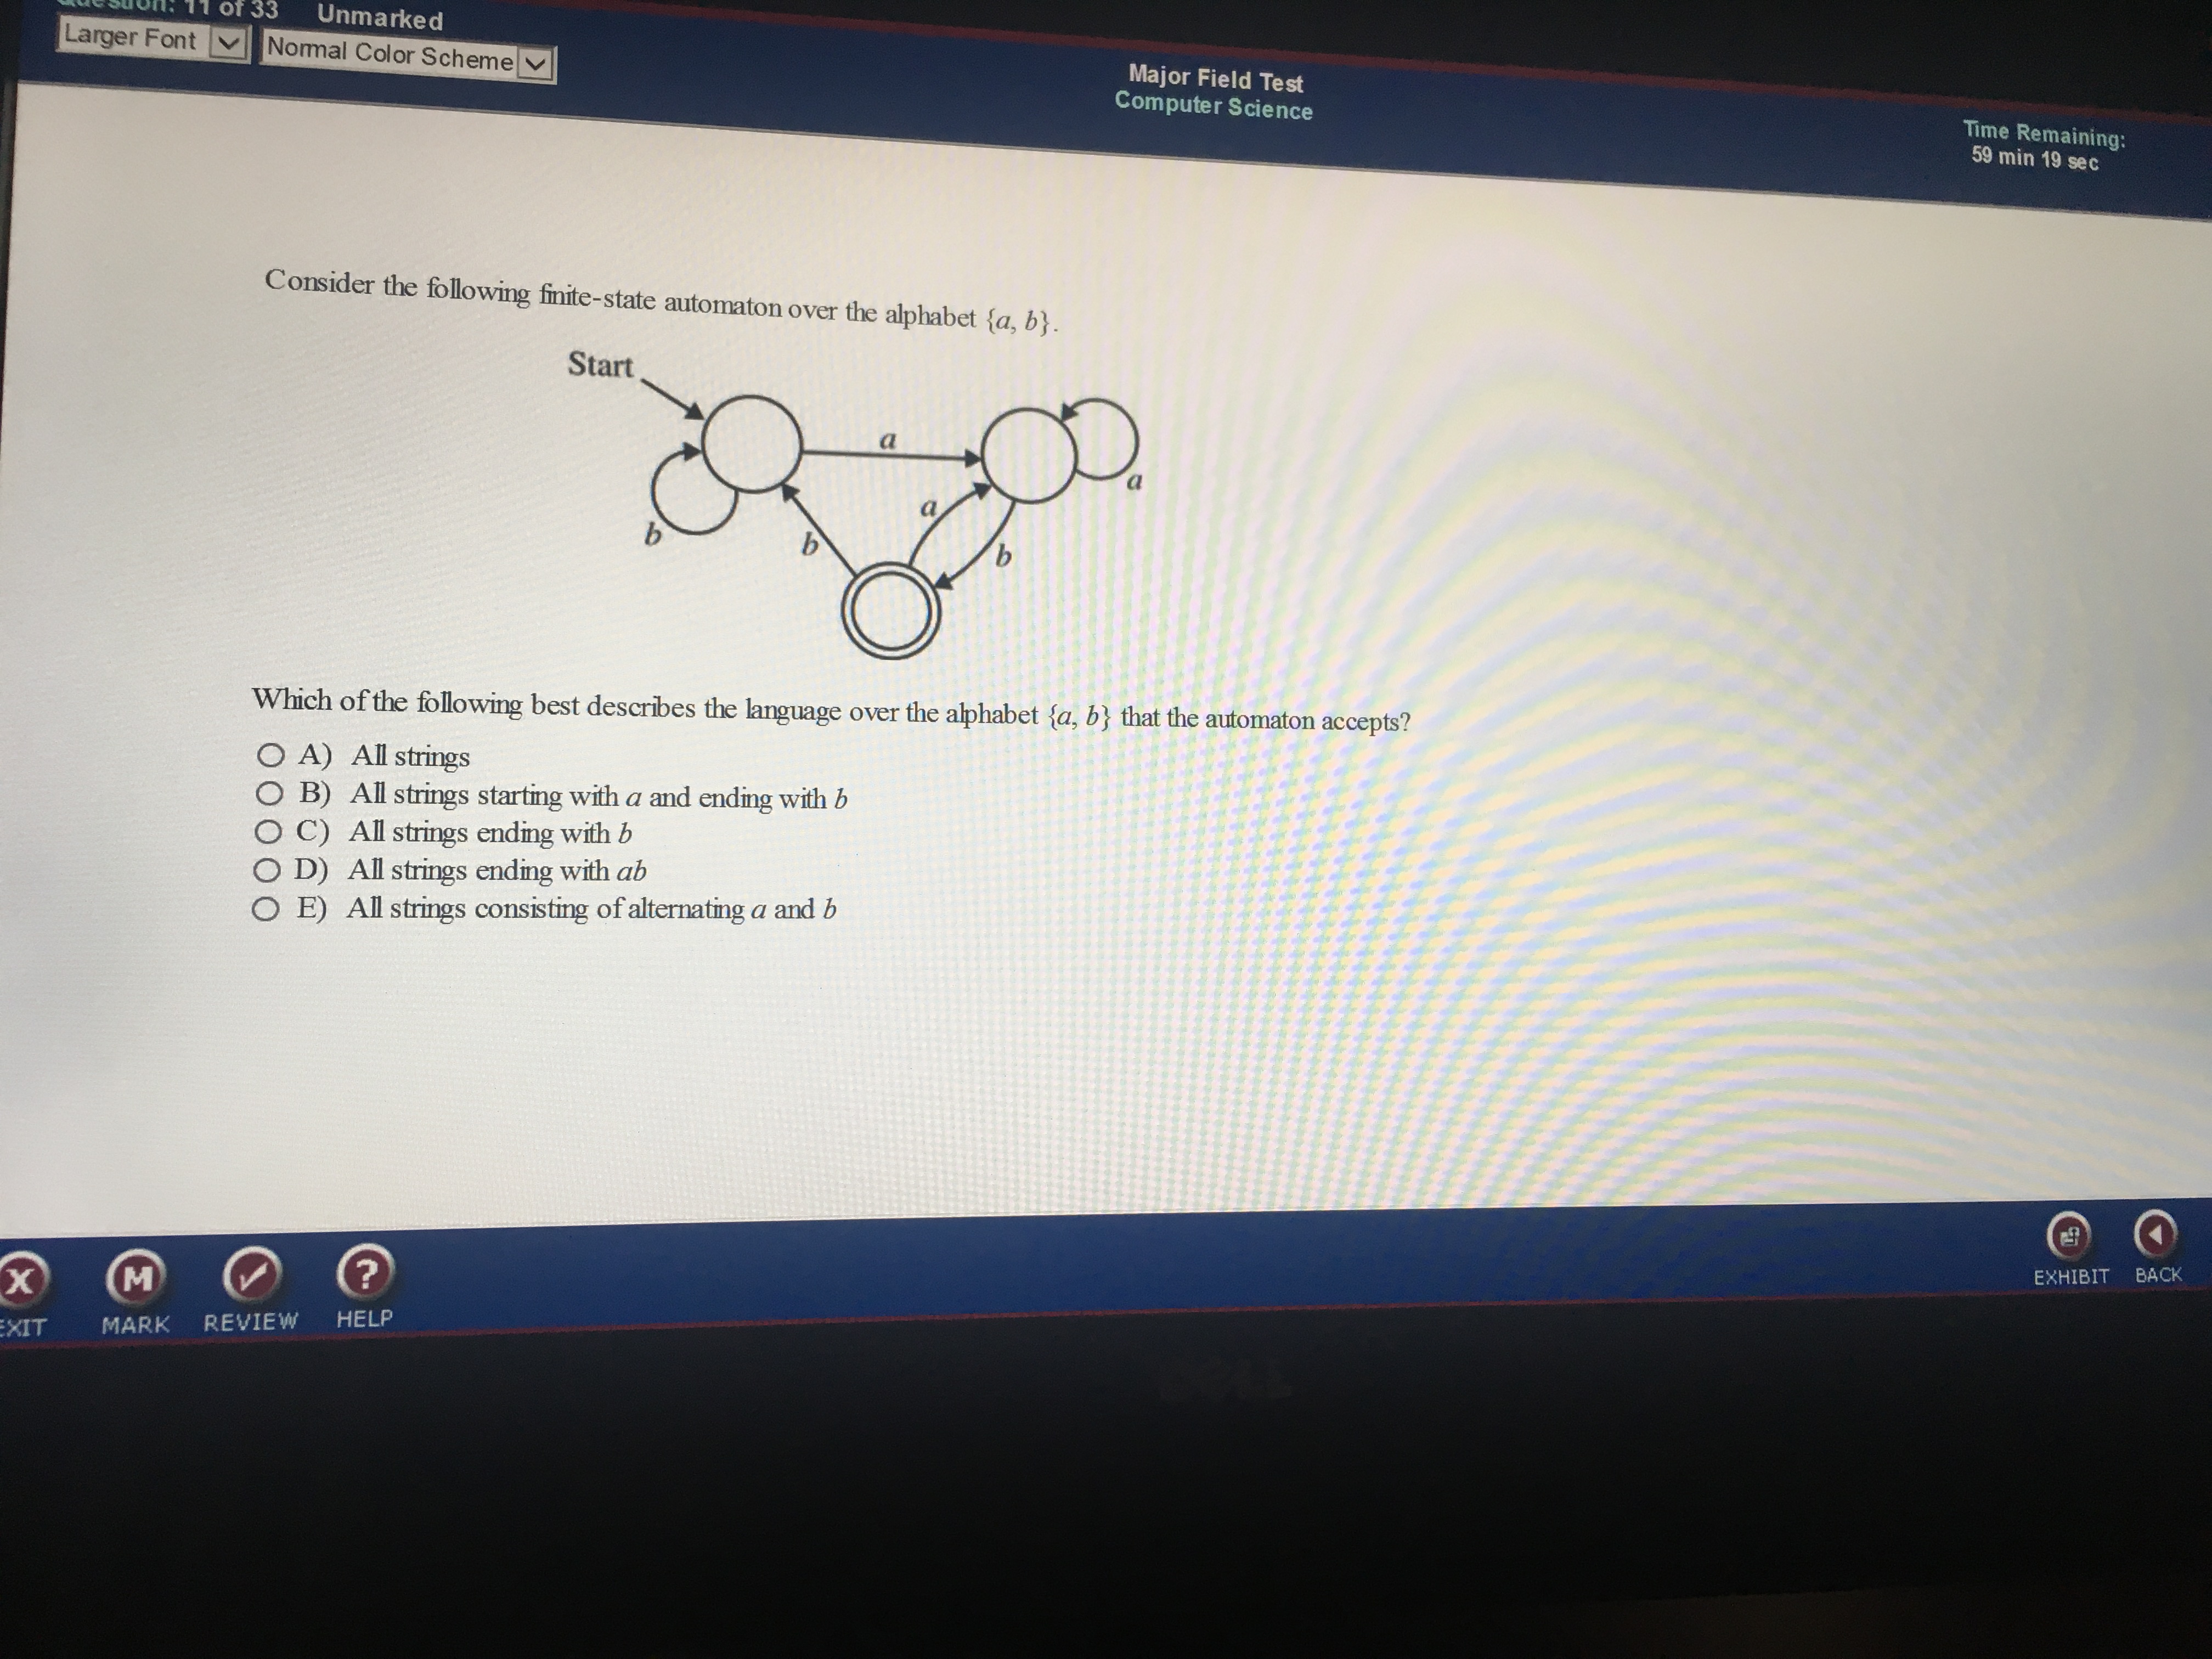 Question: 11 of 33 Unmarked
Larger Font Normal Color Scheme
Major Field Test
Computer Science
Time Remaining:
59 min 19 sec
Consider the following finite-state automaton over the alphabet {a, b}.
Start
a
a
a
b
b
b
Which of the following best describes the language over the alphabet {a, b} that the automaton accepts?
A) All strings
B) All strings starting with a and ending with b
C) All strings ending with b
D) All strings ending with ab
E) All strings consisting of alternating a and b
X M ?
EXIT MARK REVIEW HELP
EXHIBIT BACK
DELL